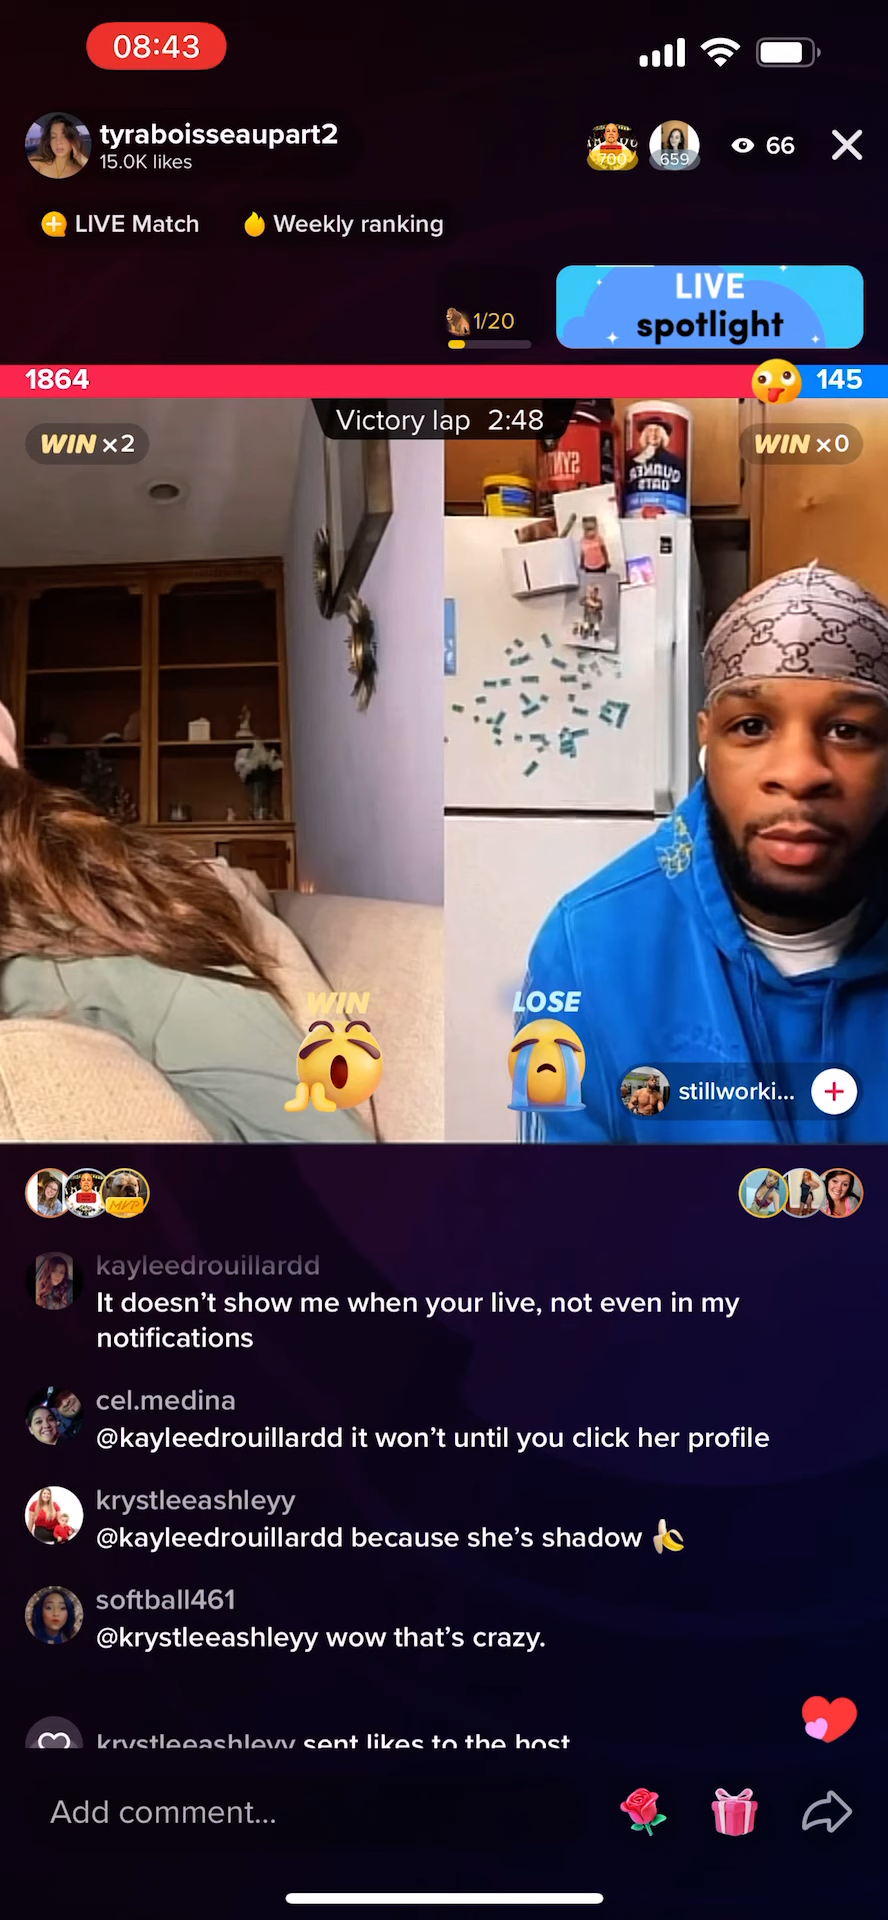 08:43
tyraboisseaupart2
15.0K likes
700
659
66
LIVE Match
Weekly ranking
1/20
LIVE
spotlight
1864
145
Victory lap 2:48
WIN x2
WIN x0
QUAKER
OATS
WIN
LOSE
stillworki...
MVP
kayleedrouillardd
It doesn’t show me when your live, not even in my
notifications
cel.medina
@kayleedrouillardd it won’t until you click her profile
krystleeashleyy
@kayleedrouillardd because she’s shadow 🍌
softball461
@krystleeashleyy wow that’s crazy.
krystleeashleyy sent likes to the host
Add comment...